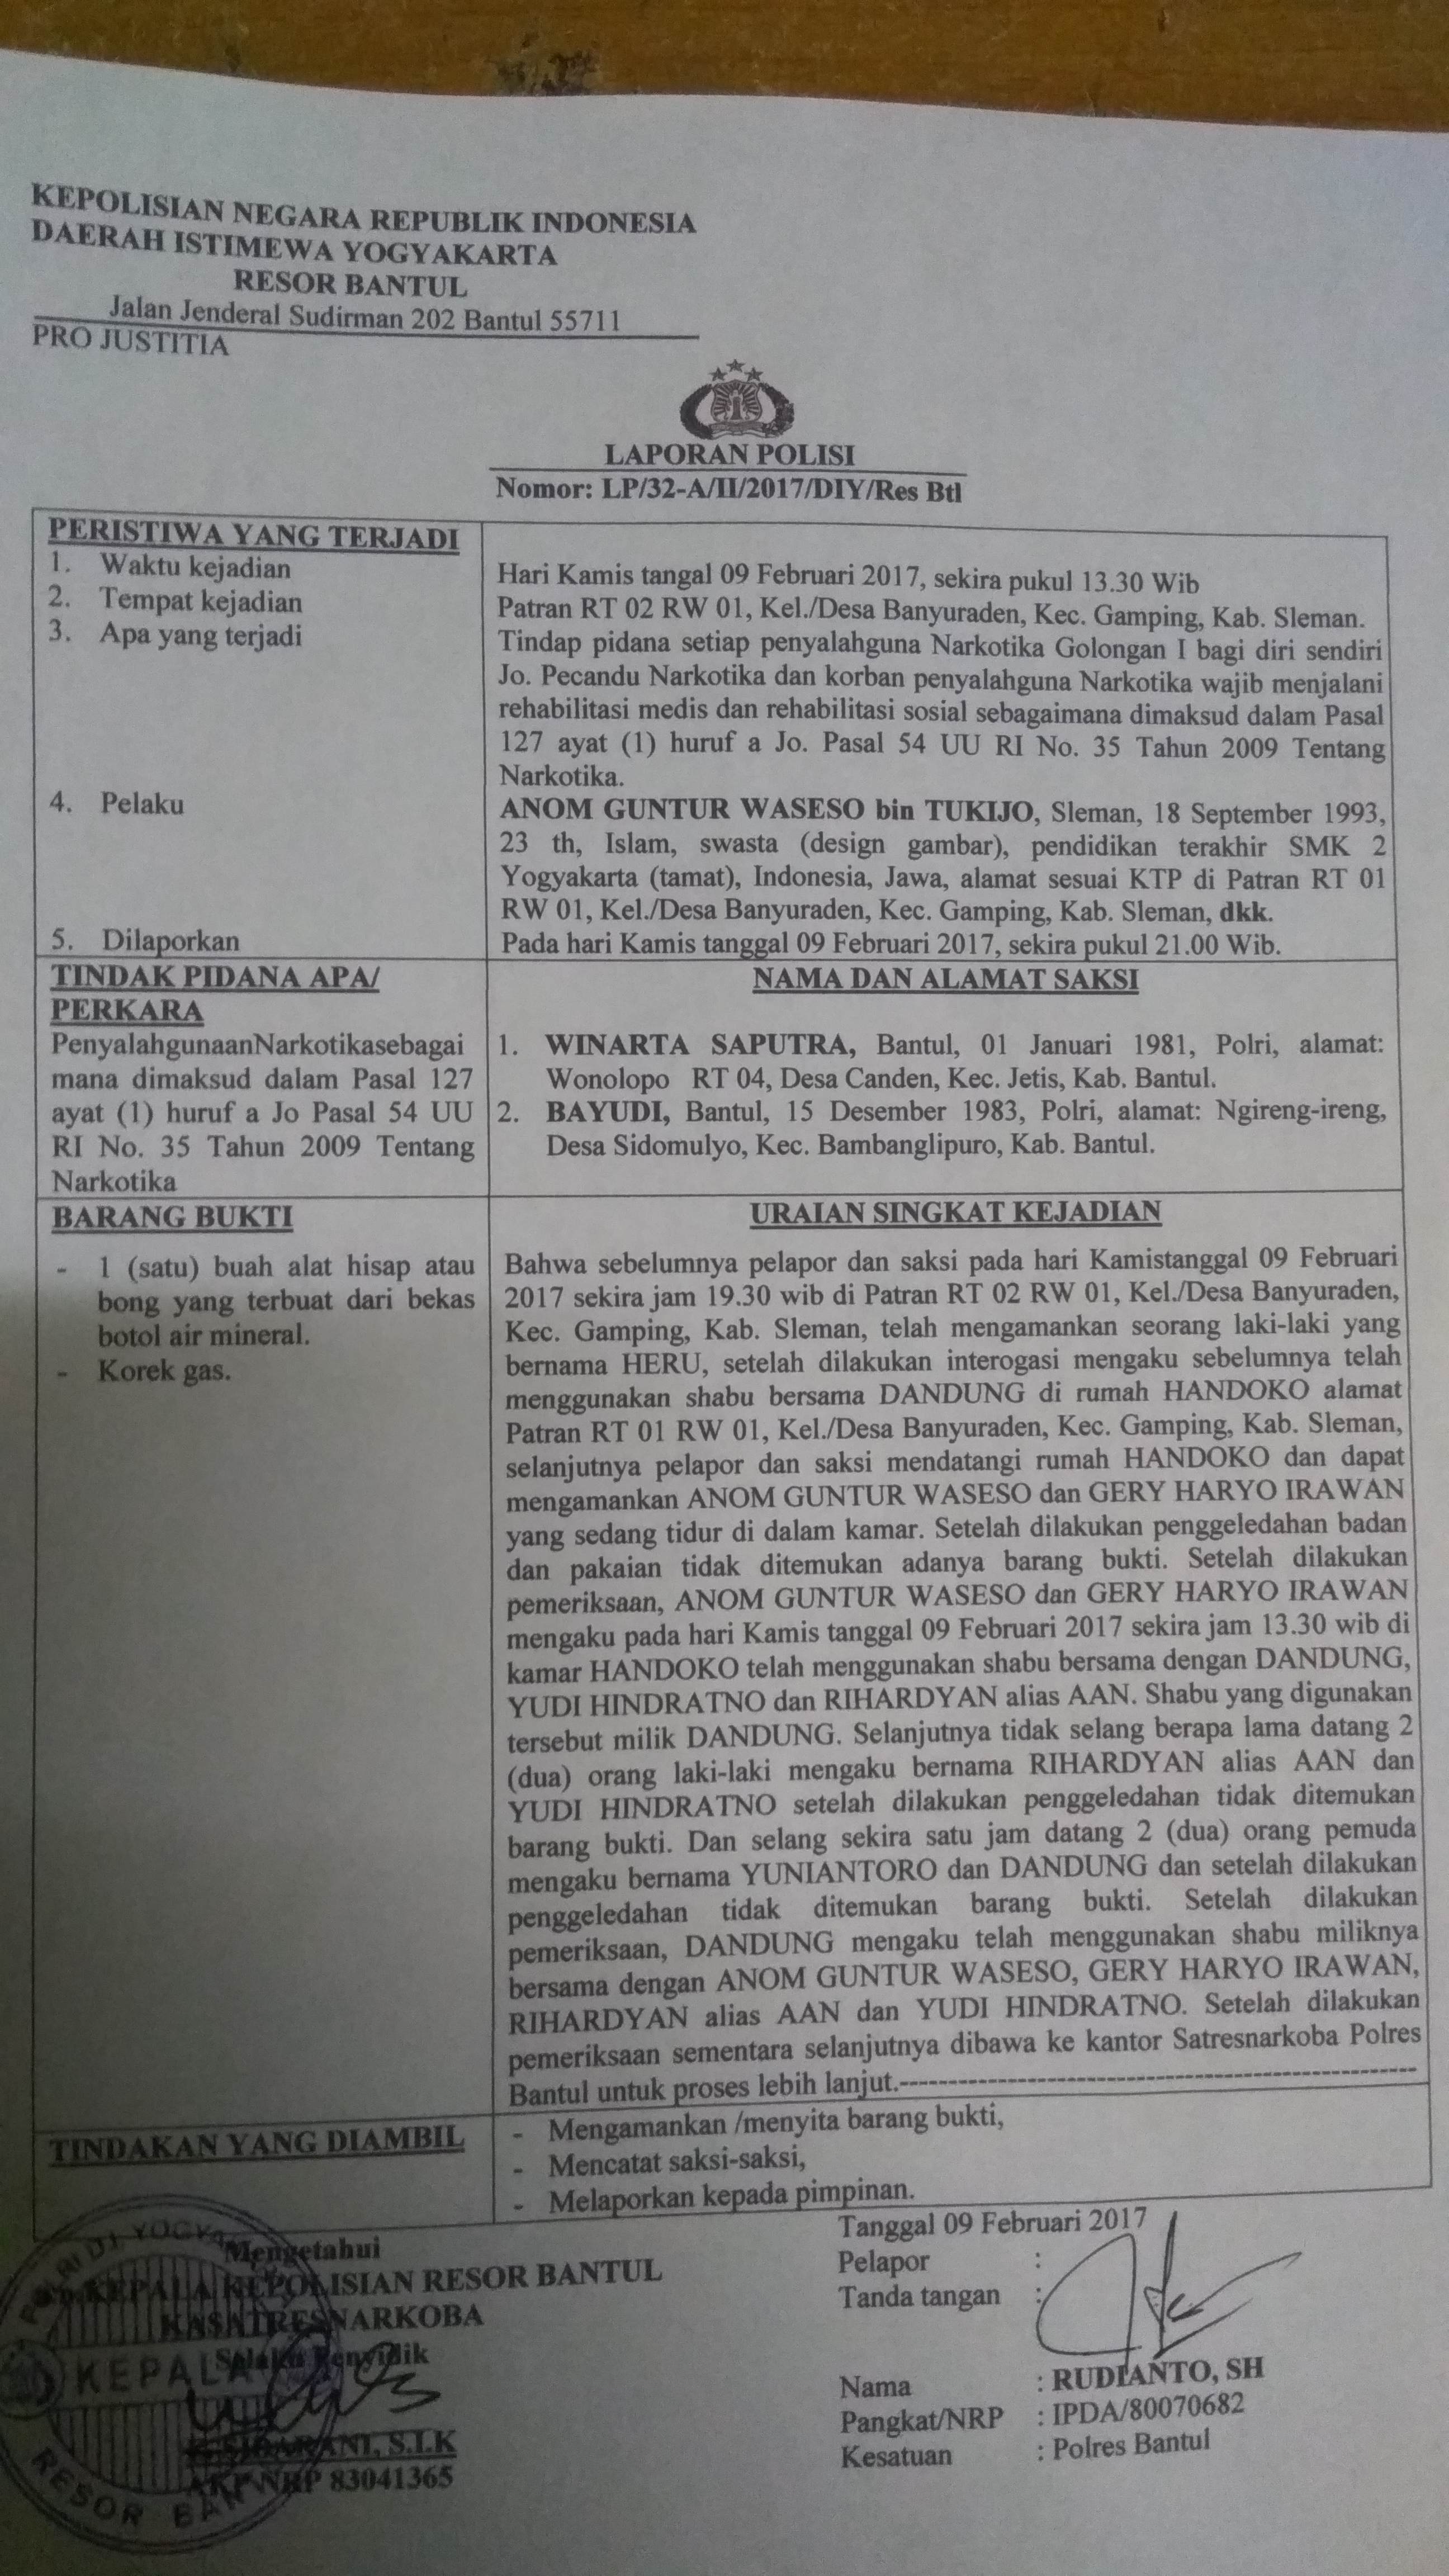 KEPOLISIAN NEGARA REPUBLIK INDONESIA
DAERAH ISTIMEWA YOGYAKARTA
RESOR BANTUL
Jalan Jenderal Sudirman 202 Bantul 55711
PRO JUSTITIA
LAPORAN POLISI
Nomor: LP/32-A/II/2017/DIY/Res Btl
PERISTIWA YANG TERJADI
1. Waktu kejadian
Hari Kamis tangal 09 Februari 2017, sekira pukul 13.30 Wib
2. Tempat kejadian
Patran RT 02 RW 01, Kel./Desa Banyuraden, Kec. Gamping, Kab. Sleman.
3. Apa yang terjadi
Tindap pidana setiap penyalahguna Narkotika Golongan I bagi diri sendiri
Jo. Pecandu Narkotika dan korban penyalahguna Narkotika wajib menjalani
rehabilitasi medis dan rehabilitasi sosial sebagaimana dimaksud dalam Pasal
127 ayat (1) huruf a Jo. Pasal 54 UU RI No. 35 Tahun 2009 Tentang
Narkotika.
4. Pelaku
ANOM GUNTUR WASESO bin TUKIJO, Sleman, 18 September 1993,
23 th, Islam, swasta (design gambar), pendidikan terakhir SMK 2
Yogyakarta (tamat), Indonesia, Jawa, alamat sesuai KTP di Patran RT 01
RW 01, Kel./Desa Banyuraden, Kec. Gamping, Kab. Sleman, dkk.
5. Dilaporkan
Pada hari Kamis tanggal 09 Februari 2017, sekira pukul 21.00 Wib.
TINDAK PIDANA APA/
PERKARA
PenyalahgunaanNarkotikasebagai
mana dimaksud dalam Pasal 127
ayat (1) huruf a Jo Pasal 54 UU
RI No. 35 Tahun 2009 Tentang
Narkotika
NAMA DAN ALAMAT SAKSI
1. WINARTA SAPUTRA, Bantul, 01 Januari 1981, Polri, alamat:
Wonolopo RT 04, Desa Canden, Kec. Jetis, Kab. Bantul.
2. BAYUDI, Bantul, 15 Desember 1983, Polri, alamat: Ngireng-ireng,
Desa Sidomulyo, Kec. Bambanglipuro, Kab. Bantul.
BARANG BUKTI
- 1 (satu) buah alat hisap atau
bong yang terbuat dari bekas
botol air mineral.
- Korek gas.
URAIAN SINGKAT KEJADIAN
Bahwa sebelumnya pelapor dan saksi pada hari Kamistanggal 09 Februari
2017 sekira jam 19.30 wib di Patran RT 02 RW 01, Kel./Desa Banyuraden,
Kec. Gamping, Kab. Sleman, telah mengamankan seorang laki-laki yang
bernama HERU, setelah dilakukan interogasi mengaku sebelumnya telah
menggunakan shabu bersama DANDUNG di rumah HANDOKO alamat
Patran RT 01 RW 01, Kel./Desa Banyuraden, Kec. Gamping, Kab. Sleman,
selanjutnya pelapor dan saksi mendatangi rumah HANDOKO dan dapat
mengamankan ANOM GUNTUR WASESO dan GERY HARYO IRAWAN
yang sedang tidur di dalam kamar. Setelah dilakukan penggeledahan badan
dan pakaian tidak ditemukan adanya barang bukti. Setelah dilakukan
pemeriksaan, ANOM GUNTUR WASESO dan GERY HARYO IRAWAN
mengaku pada hari Kamis tanggal 09 Februari 2017 sekira jam 13.30 wib di
kamar HANDOKO telah menggunakan shabu bersama dengan DANDUNG,
YUDI HINDRATNO dan RIHARDYAN alias AAN. Shabu yang digunakan
tersebut milik DANDUNG. Selanjutnya tidak selang berapa lama datang 2
(dua) orang laki-laki mengaku bernama RIHARDYAN alias AAN dan
YUDI HINDRATNO setelah dilakukan penggeledahan tidak ditemukan
barang bukti. Dan selang sekira satu jam datang 2 (dua) orang pemuda
mengaku bernama YUNIANTORO dan DANDUNG dan setelah dilakukan
penggeledahan tidak ditemukan barang bukti. Setelah dilakukan
pemeriksaan, DANDUNG mengaku telah menggunakan shabu miliknya
bersama dengan ANOM GUNTUR WASESO, GERY HARYO IRAWAN,
RIHARDYAN alias AAN dan YUDI HINDRATNO. Setelah dilakukan
pemeriksaan sementara selanjutnya dibawa ke kantor Satresnarkoba Polres
Bantul untuk proses lebih lanjut.---------------------------------------------------
TINDAKAN YANG DIAMBIL
- Mengamankan /menyita barang bukti,
- Mencatat saksi-saksi,
- Melaporkan kepada pimpinan.
Mengetahui
KEPALA KEPOLISIAN RESOR BANTUL
KASATRESNARKOBA
Selaku Penyidik
S.I.K
AKP NRP 83041365
KEPALA
RESOR BANTUL
Tanggal 09 Februari 2017
Pelapor :
Tanda tangan :
Nama : RUDIANTO, SH
Pangkat/NRP : IPDA/80070682
Kesatuan : Polres Bantul